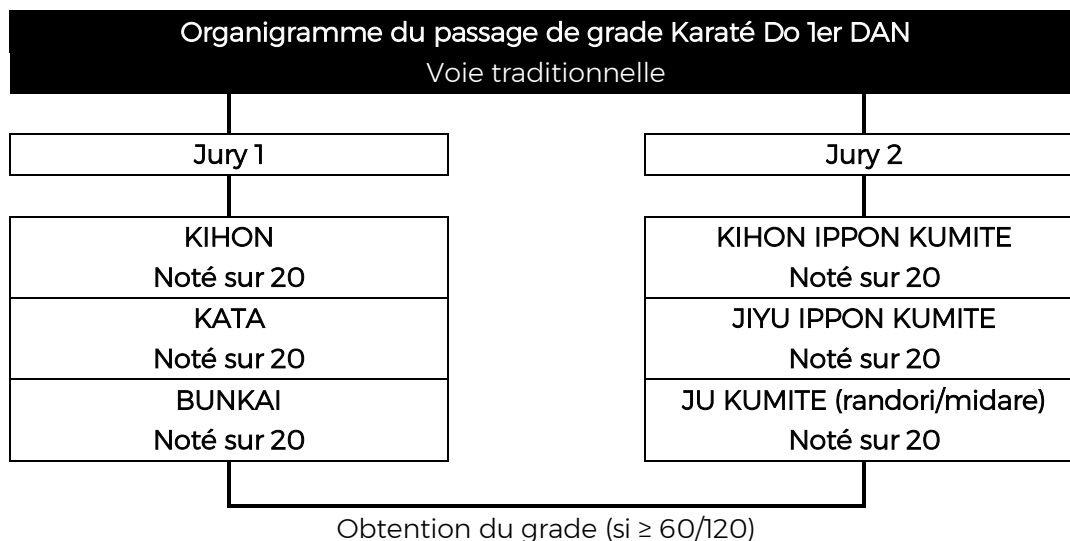 Organigramme du passage de grade Karaté Do 1er DAN
Voie traditionnelle
Jury 1
KIHON
Noté sur 20
KATA
Noté sur 20
BUNKAI
Noté sur 20
Jury 2
KIHON IPPON KUMITE
Noté sur 20
JIYU IPPON KUMITE
Noté sur 20
JU KUMITE (randori/midare)
Noté sur 20
Obtention du grade (si ≥ 60/120)